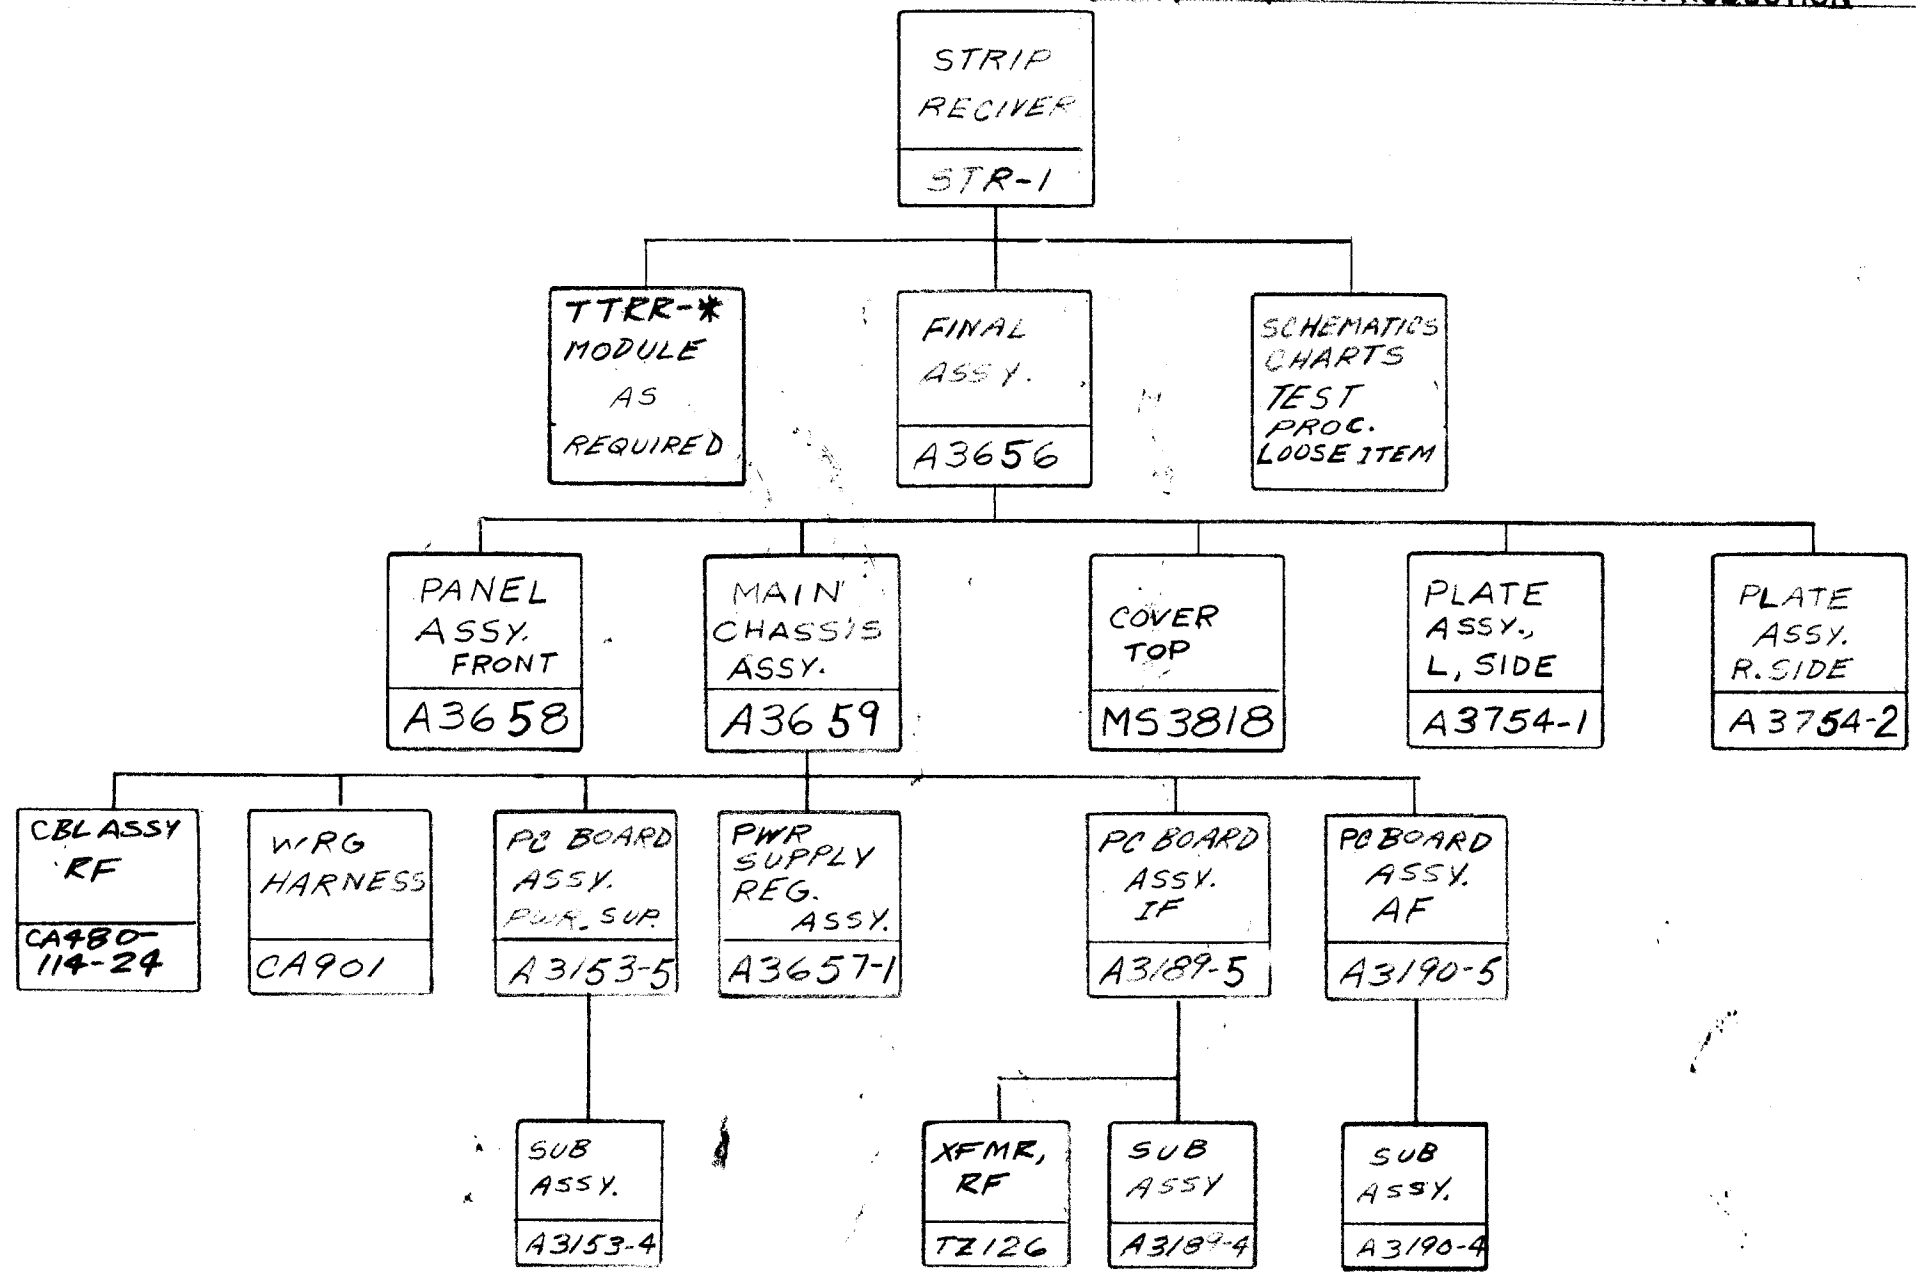 STRIP
RECIVER
STR-1
TTRR-*
MODULE
AS
REQUIRED
FINAL
ASSY.
A3656
SCHEMATICS
CHARTS
TEST
PROC.
LOOSE ITEM
PANEL
ASSY.
FRONT
A3658
MAIN
CHASSIS
ASSY.
A3659
COVER
TOP
MS3818
PLATE
ASSY.,
L, SIDE
A3754-1
PLATE
ASSY.
R. SIDE
A3754-2
CBL ASSY
RF
CA480-
114-24
WRG
HARNESS
CA901
PC BOARD
ASSY.
PWR. SUP.
A3153-5
PWR
SUPPLY
REG.
ASSY.
A3657-1
PC BOARD
ASSY.
IF
A3189-5
PC BOARD
ASSY.
AF
A3190-5
SUB
ASSY.
A3153-4
XFMR,
RF
TZ126
SUB
ASSY
A3189-4
SUB
ASSY.
A3190-4